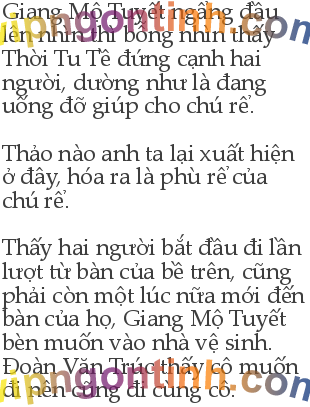 Giang Mộ Tuyết ngẩng đầu
lên nhìn thì bỗng nhìn thấy
Thời Tu Tề đứng cạnh hai
người, dường như là đang
uống đỡ giúp cho chú rể.
Thảo nào anh ta lại xuất hiện
ở đây, hóa ra là phù rể của
chú rể.
Thấy hai người bắt đầu đi lần
lượt từ bàn của bề trên, cũng
phải còn một lúc nữa mới đến
bàn của họ, Giang Mộ Tuyết
bèn muốn vào nhà vệ sinh.
Đoàn Văn Trúc thấy cô muốn
đi nên cũng đi cùng cô.
vipngontinh.com
vipngontinh.com